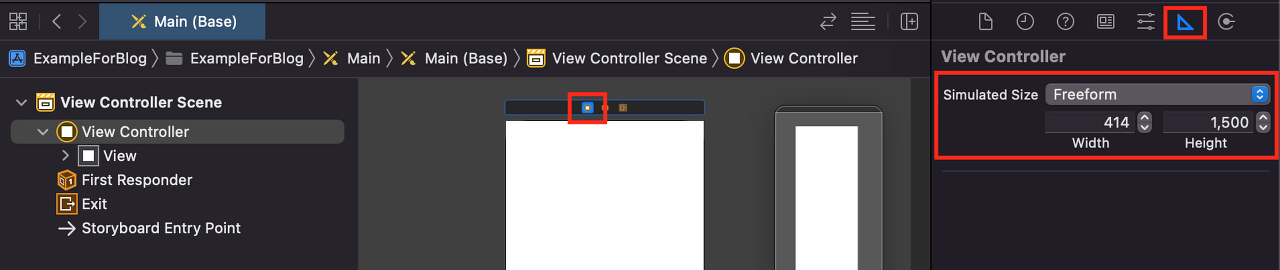 Main (Base)
ExampleForBlog
ExampleForBlog
Main
Main (Base)
View Controller Scene
View Controller
View Controller Scene
View Controller
View
First Responder
Exit
Storyboard Entry Point
View Controller
Simulated Size
Freeform
414
1,500
Width
Height